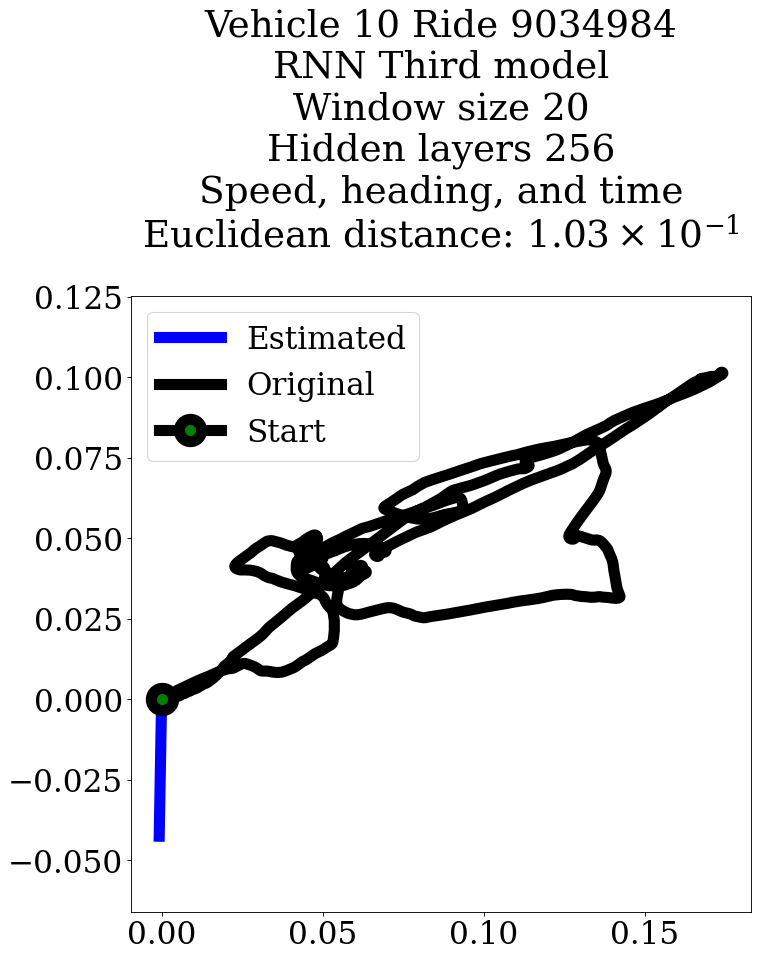 Vehicle 10 Ride 9034984
RNN Third model
Window size 20
Hidden layers 256
Speed, heading, and time
Euclidean distance: 1.03 × 10⁻¹
0.125
0.100
0.075
0.050
0.025
0.000
−0.025
−0.050
Estimated
Original
Start
0.00 0.05 0.10 0.15